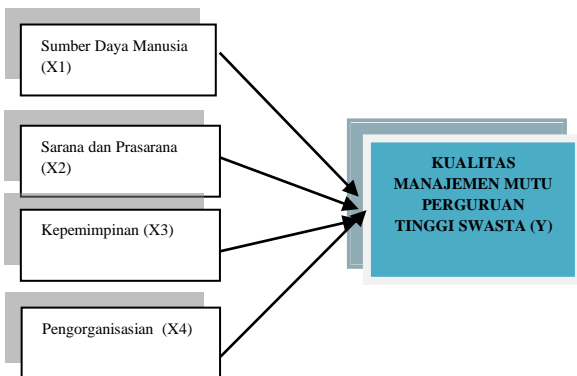 Sumber Daya Manusia
(X1)
Sarana dan Prasarana
(X2)
Kepemimpinan (X3)
Pengorganisasian (X4)
KUALITAS
MANAJEMEN MUTU
PERGURUAN
TINGGI SWASTA (Y)